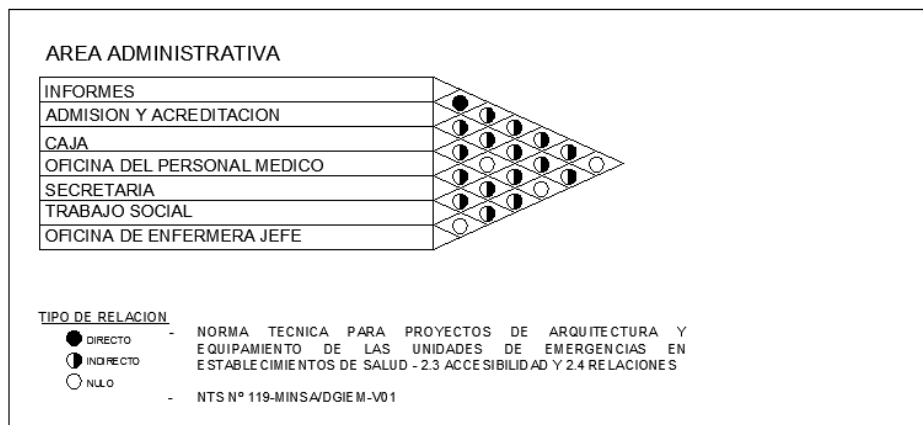 AREA ADMINISTRATIVA
INFORMES
ADMISION Y ACREDITACION
CAJA
OFICINA DEL PERSONAL MEDICO
SECRETARIA
TRABAJO SOCIAL
OFICINA DE ENFERMERA JEFE
TIPO DE RELACION
DIRECTO
INDIRECTO
NULO
- NORMA TECNICA PARA PROYECTOS DE ARQUITECTURA Y
EQUIPAMIENTO DE LAS UNIDADES DE EMERGENCIAS EN
ESTABLECIMIENTOS DE SALUD - 2.3 ACCESIBILIDAD Y 2.4 RELACIONES
- NTS Nº 119-MINSA/DGIEM-V01